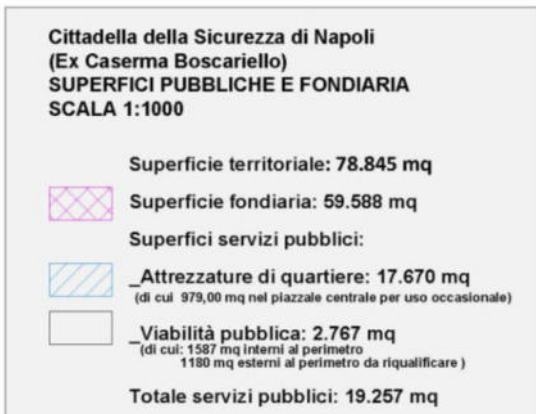 Cittadella della Sicurezza di Napoli
(Ex Caserma Boscariello)
SUPERFICI PUBBLICHE E FONDIARIA
SCALA 1:1000
Superficie territoriale: 78.845 mq
Superficie fondiaria: 59.588 mq
Superfici servizi pubblici:
_Attrezzature di quartiere: 17.670 mq
(di cui 979,00 mq nel piazzale centrale per uso occasionale)
_Viabilità pubblica: 2.767 mq
(di cui: 1587 mq interni al perimetro
1180 mq esterni al perimetro da riqualificare )
Totale servizi pubblici: 19.257 mq